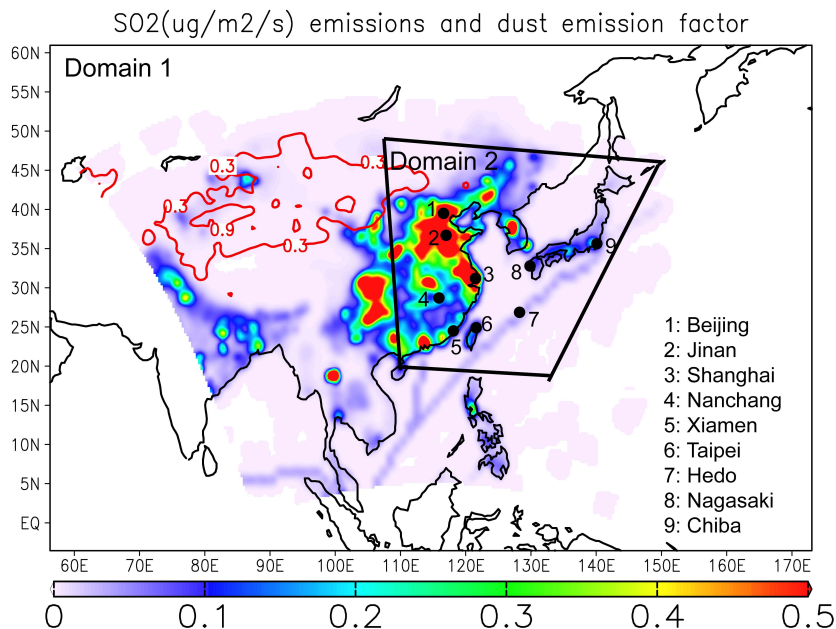 SO2(ug/m2/s) emissions and dust emission factor
60N
Domain 1
55N
50N
45N
0.3
0.3
Domain 2
40N
0.3
1
0.9
2
35N
0.3
9
30N
3
8
25N
4
7
6
5
20N
15N
10N
5N
EQ
1: Beijing
2: Jinan
3: Shanghai
4: Nanchang
5: Xiamen
6: Taipei
7: Hedo
8: Nagasaki
9: Chiba
60E 70E 80E 90E 100E 110E 120E 130E 140E 150E 160E 170E
0 0.1 0.2 0.3 0.4 0.5